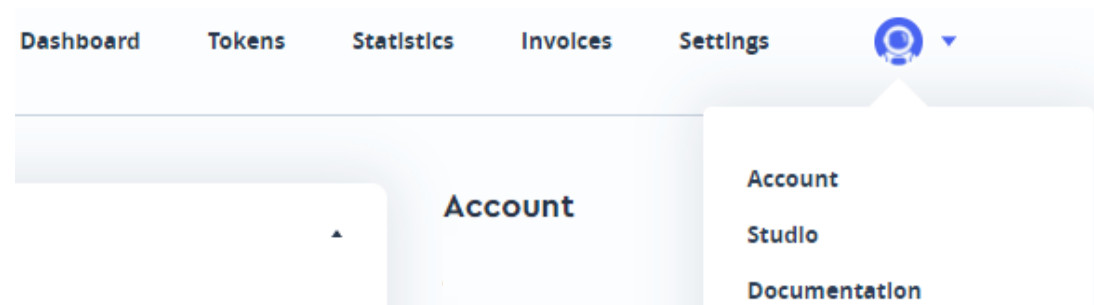 Dashboard Tokens Statistics Invoices Settings
Account
Account
Studio
Documentation